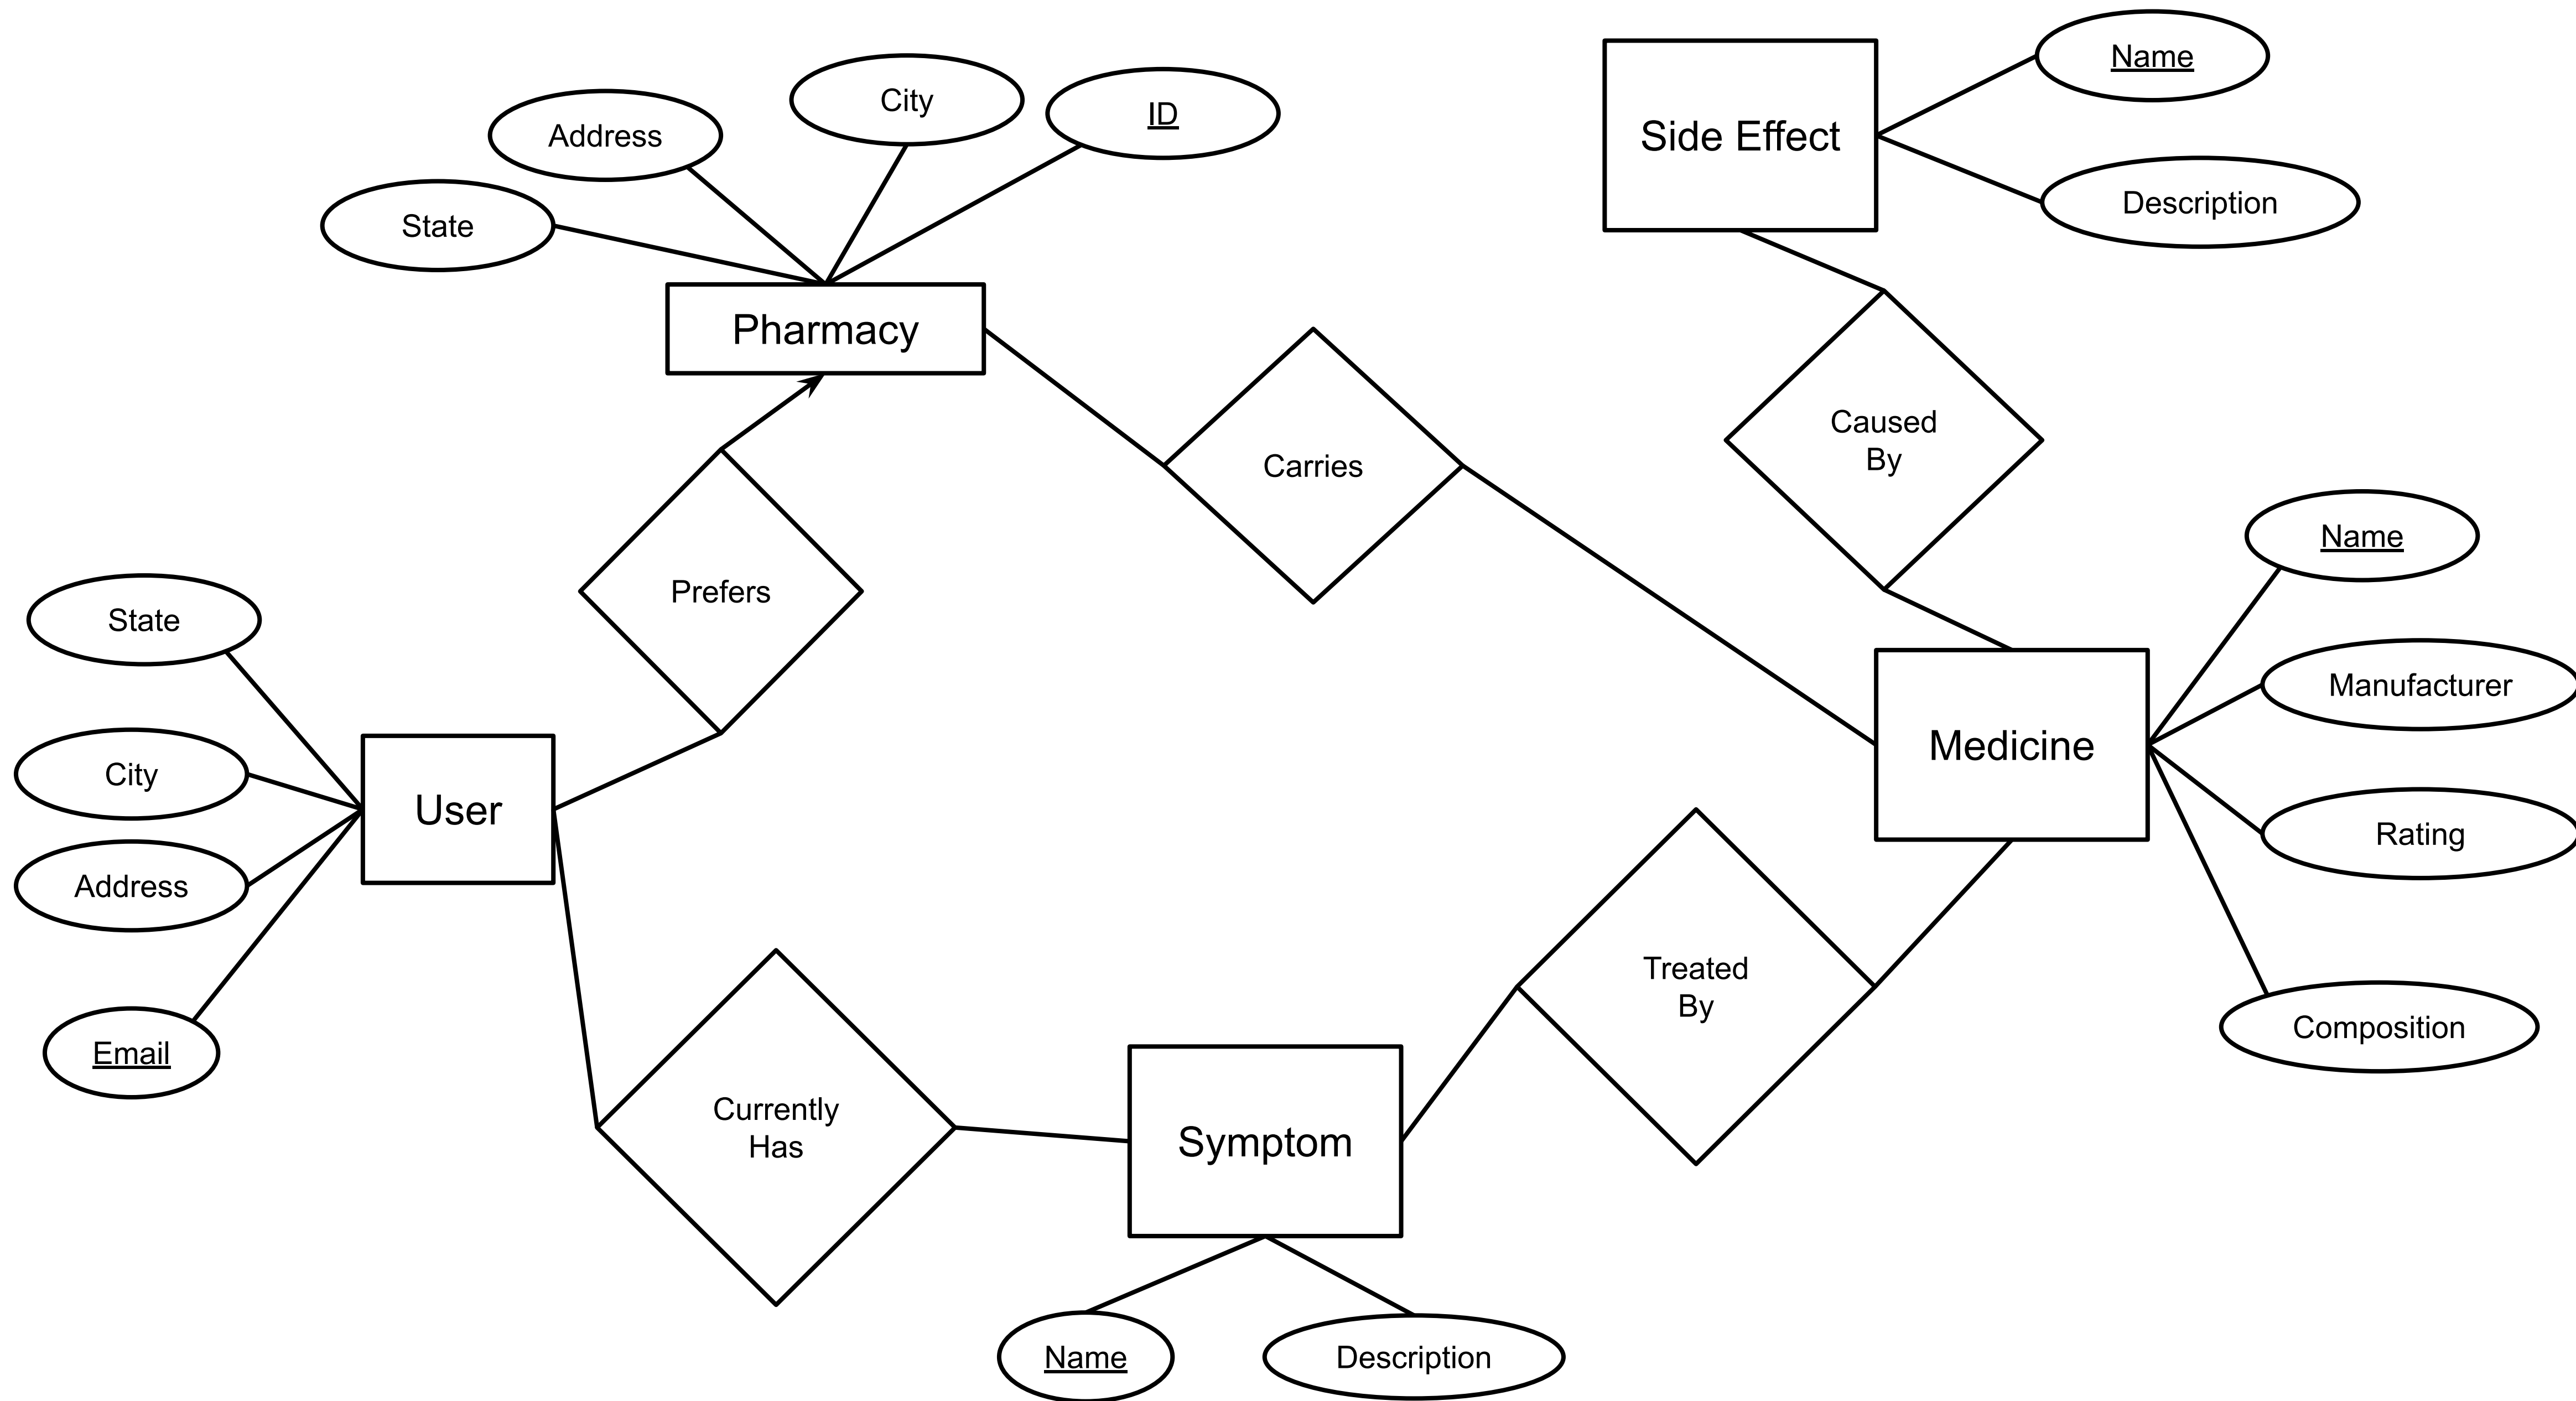 Name
City
ID
Address
Side Effect
Description
State
Pharmacy
Caused
By
Carries
Name
Prefers
State
Manufacturer
Medicine
City
User
Rating
Address
Treated
By
Composition
Email
Currently
Has
Symptom
Name
Description